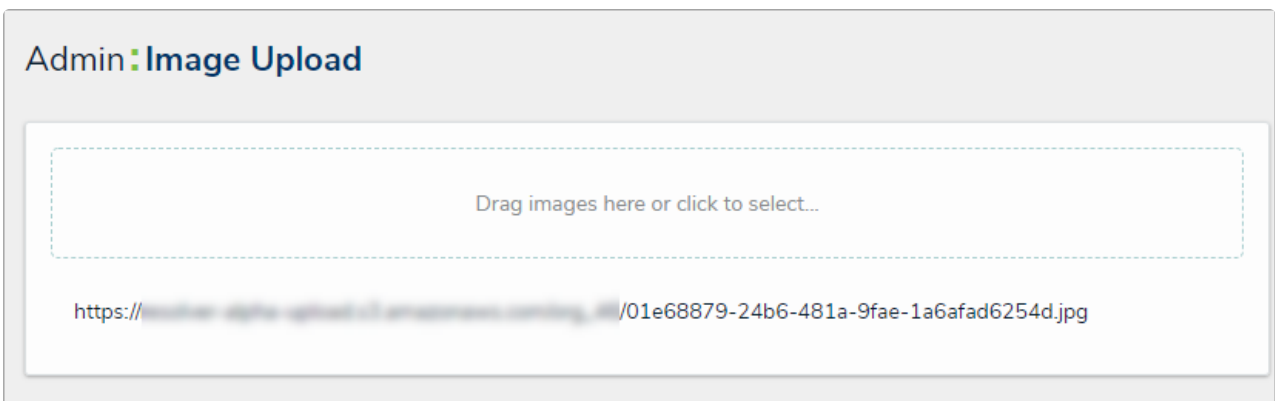 Admin:Image Upload
Drag images here or click to select...
https:// /01e68879-24b6-481a-9fae-1a6afad6254d.jpg